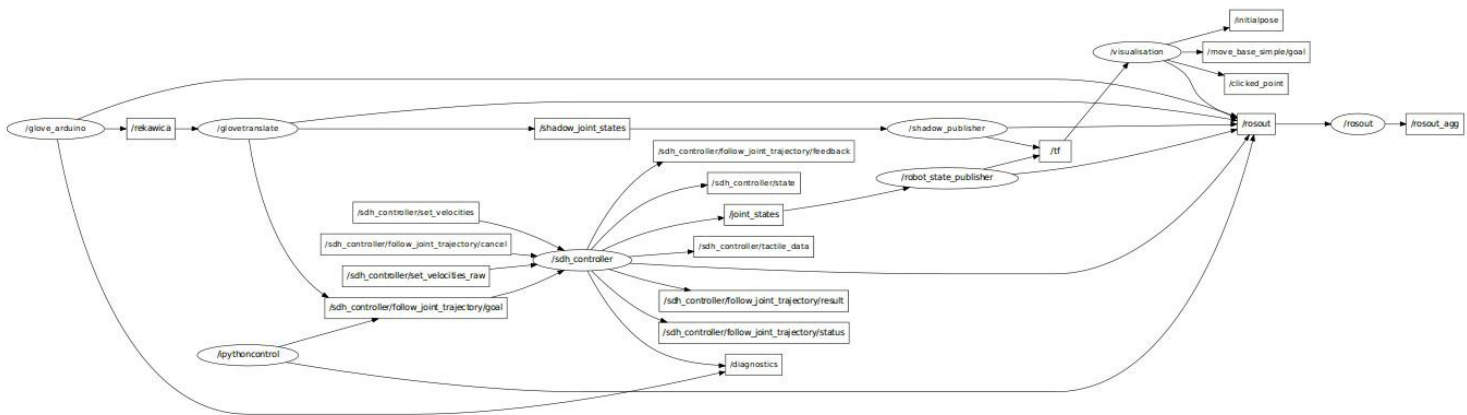 /initialpose
/visualisation
/move_base_simple/goal
/clicked_point
/glove_arduino
/rekawica
/glovetranslate
/shadow_joint_states
/shadow_publisher
/rosout
/rosout
/rosout_agg
/sdh_controller/follow_joint_trajectory/feedback
/tf
/robot_state_publisher
/sdh_controller/state
/sdh_controller/set_velocities
/joint_states
/sdh_controller/follow_joint_trajectory/cancel
/sdh_controller/tactile_data
/sdh_controller
/sdh_controller/set_velocities_raw
/sdh_controller/follow_joint_trajectory/result
/sdh_controller/follow_joint_trajectory/goal
/sdh_controller/follow_joint_trajectory/status
/ipythoncontrol
/diagnostics